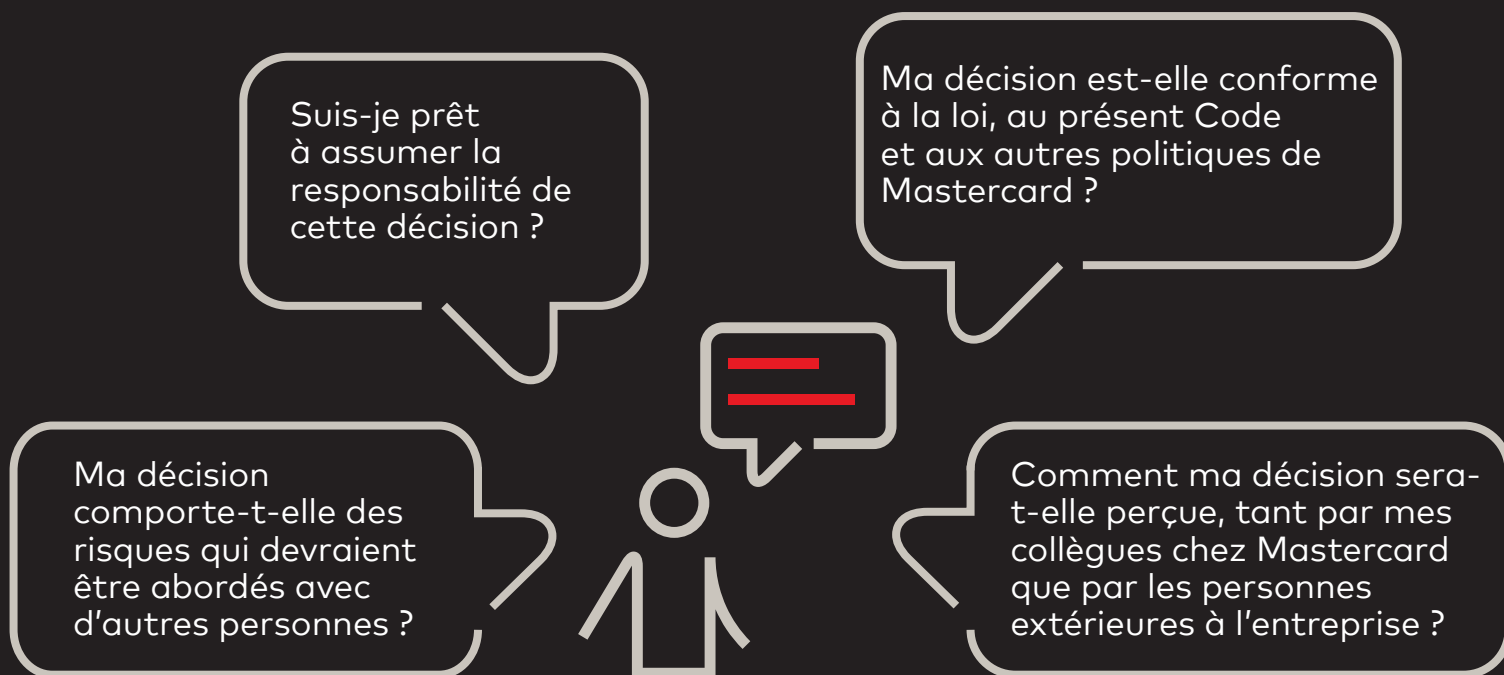 Suis-je prêt
à assumer la
responsabilité de
cette décision ?
Ma décision est-elle conforme
à la loi, au présent Code
et aux autres politiques de
Mastercard ?
Ma décision
comporte-t-elle des
risques qui devraient
être abordés avec
d'autres personnes ?
Comment ma décision sera-
t-elle perçue, tant par mes
collègues chez Mastercard
que par les personnes
extérieures à l'entreprise ?